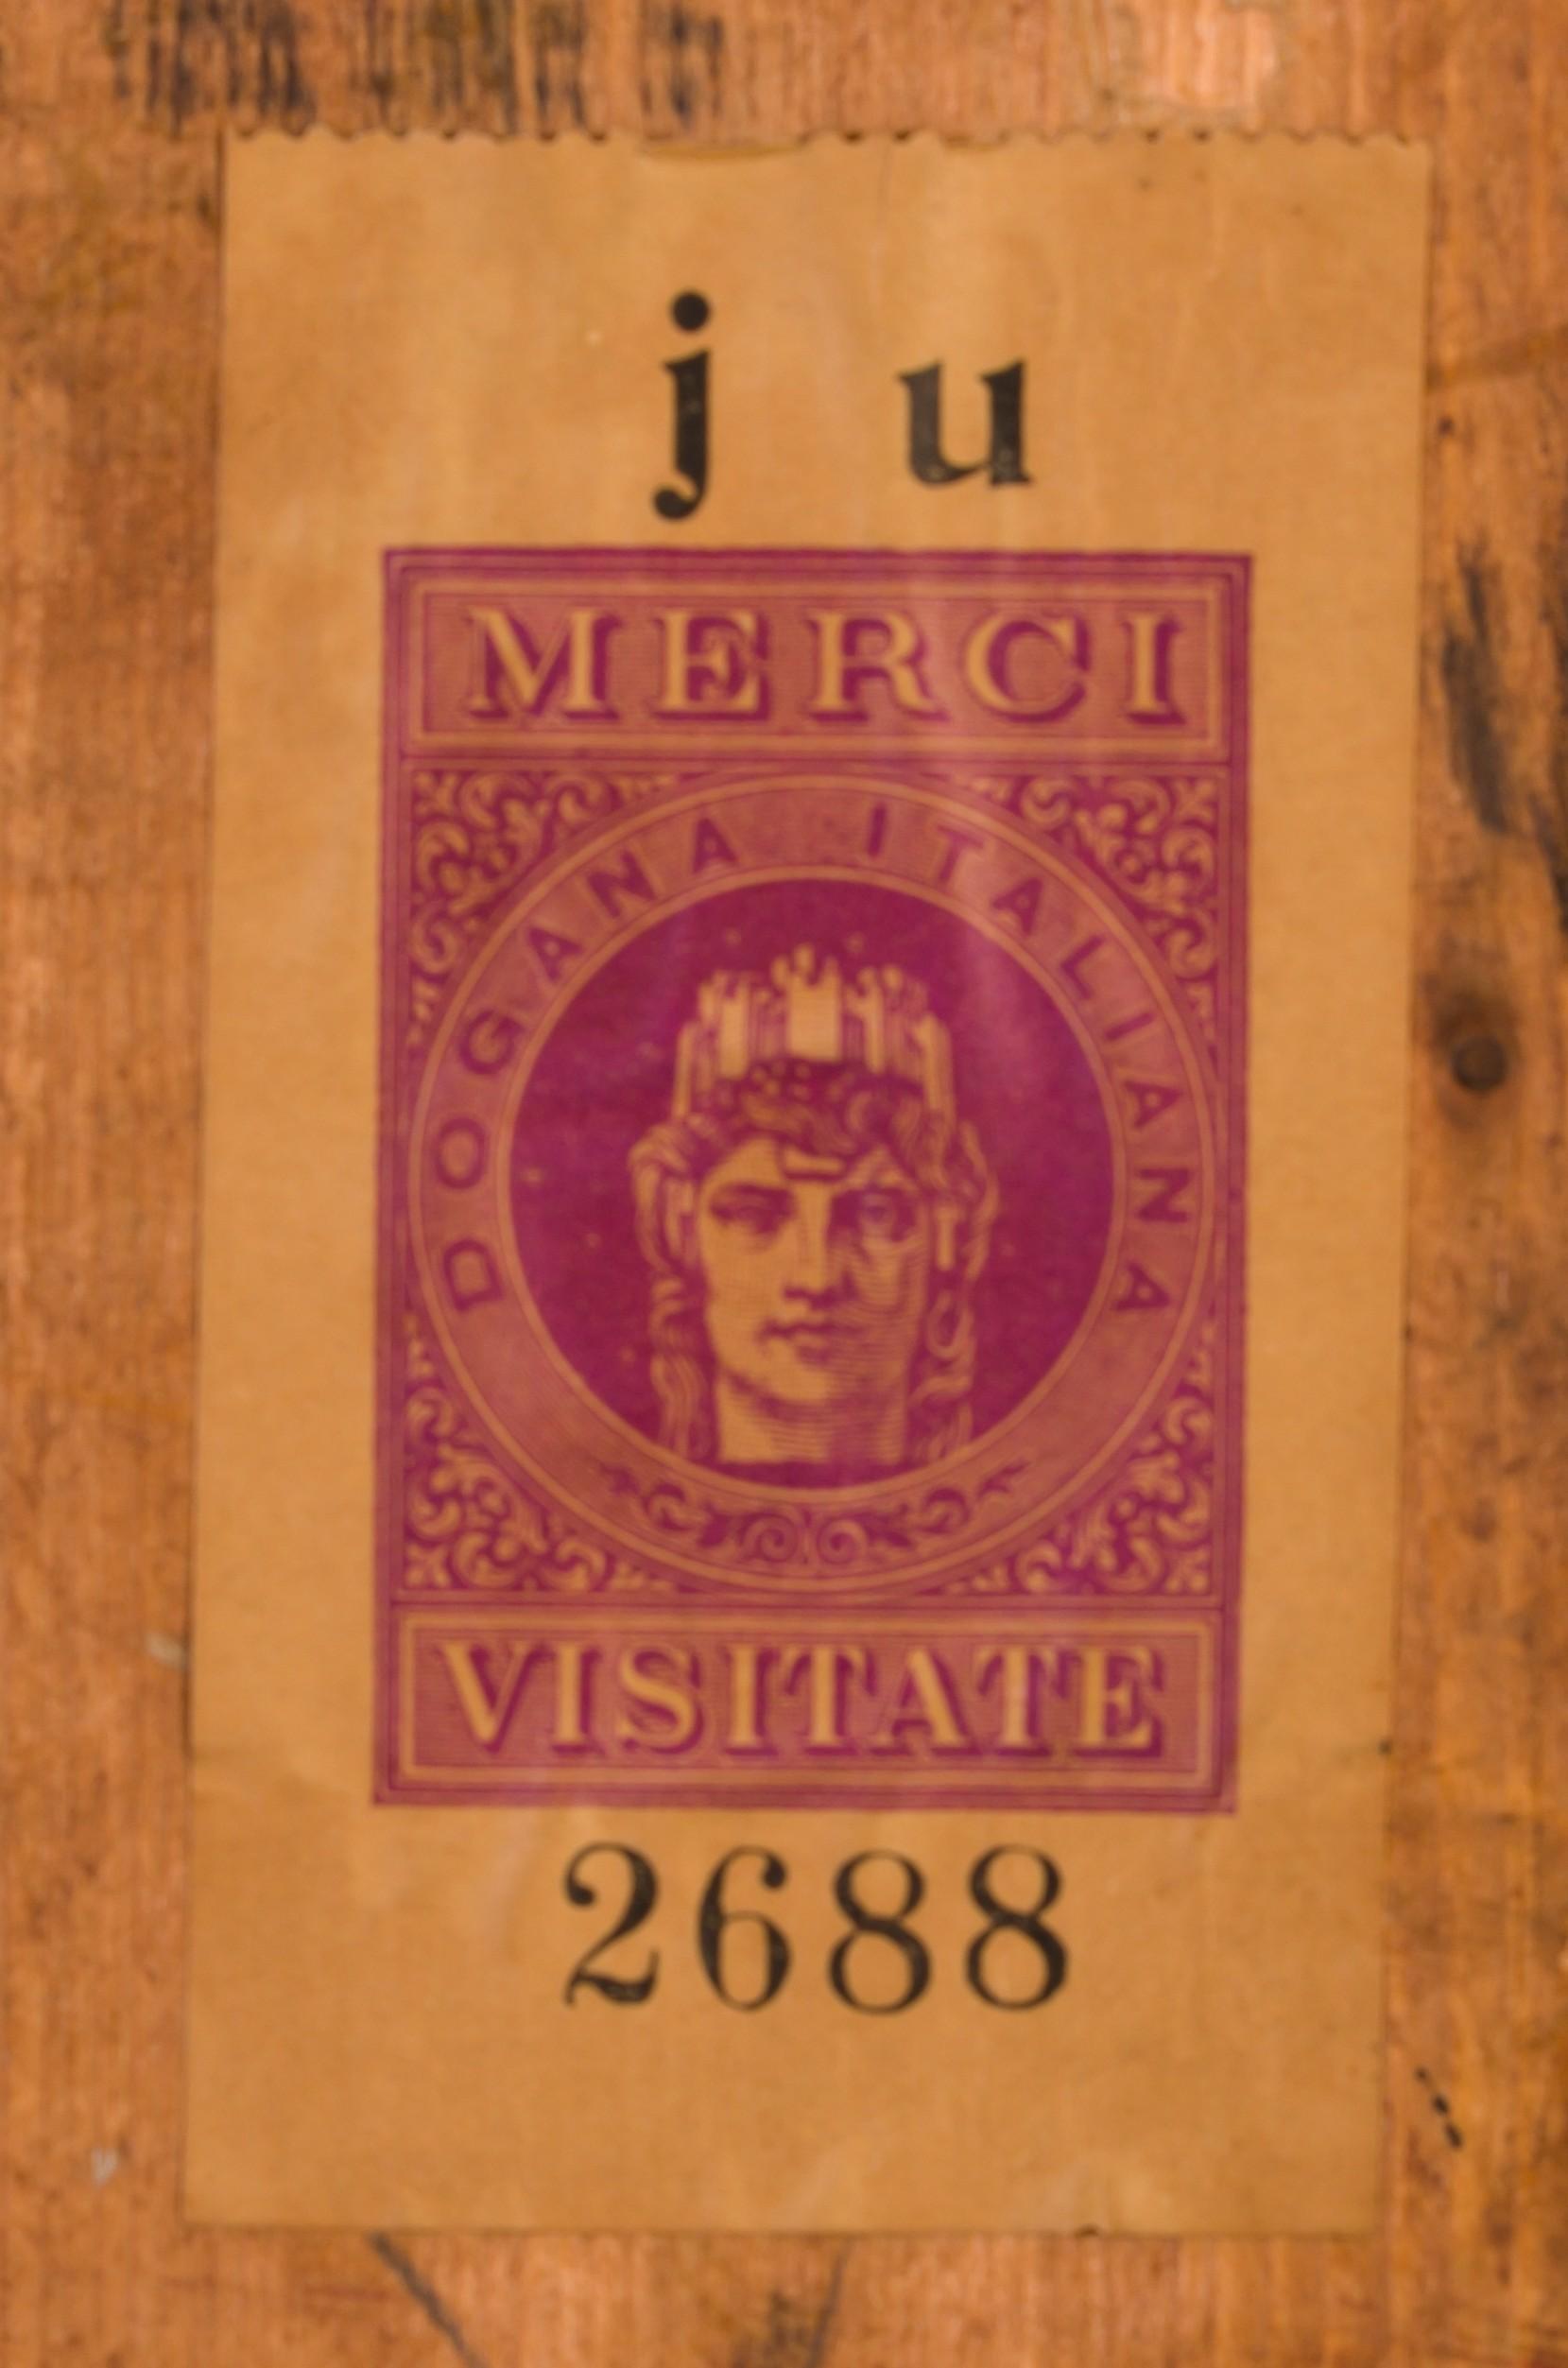 j u
MERCI
DOGANA ITALIANA
VISITATE
2688